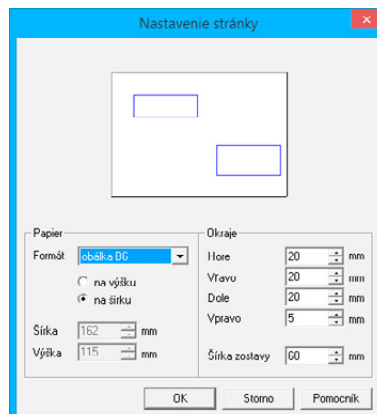 Nastavenie stránky
Papier
Formát obálka DG
na výšku
na šírku
Šírka 162 mm
Výška 115 mm
Okraje
Hore 20 mm
Vľavo 20 mm
Dole 20 mm
Vpravo 5 mm
Šírka zostavy 60 mm
OK Storno Pomocník